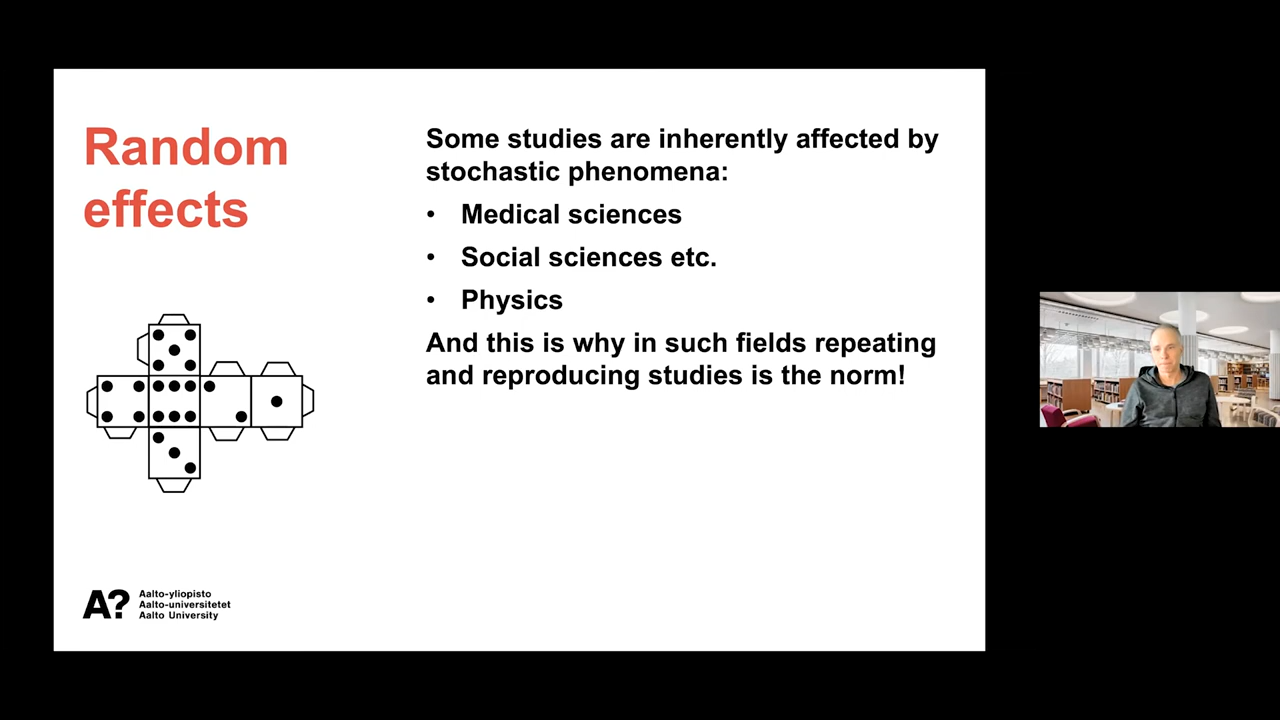 Random
effects
Some studies are inherently affected by
stochastic phenomena:
• Medical sciences
• Social sciences etc.
• Physics
And this is why in such fields repeating
and reproducing studies is the norm!
A?
Aalto-yliopisto
Aalto-universitetet
Aalto University